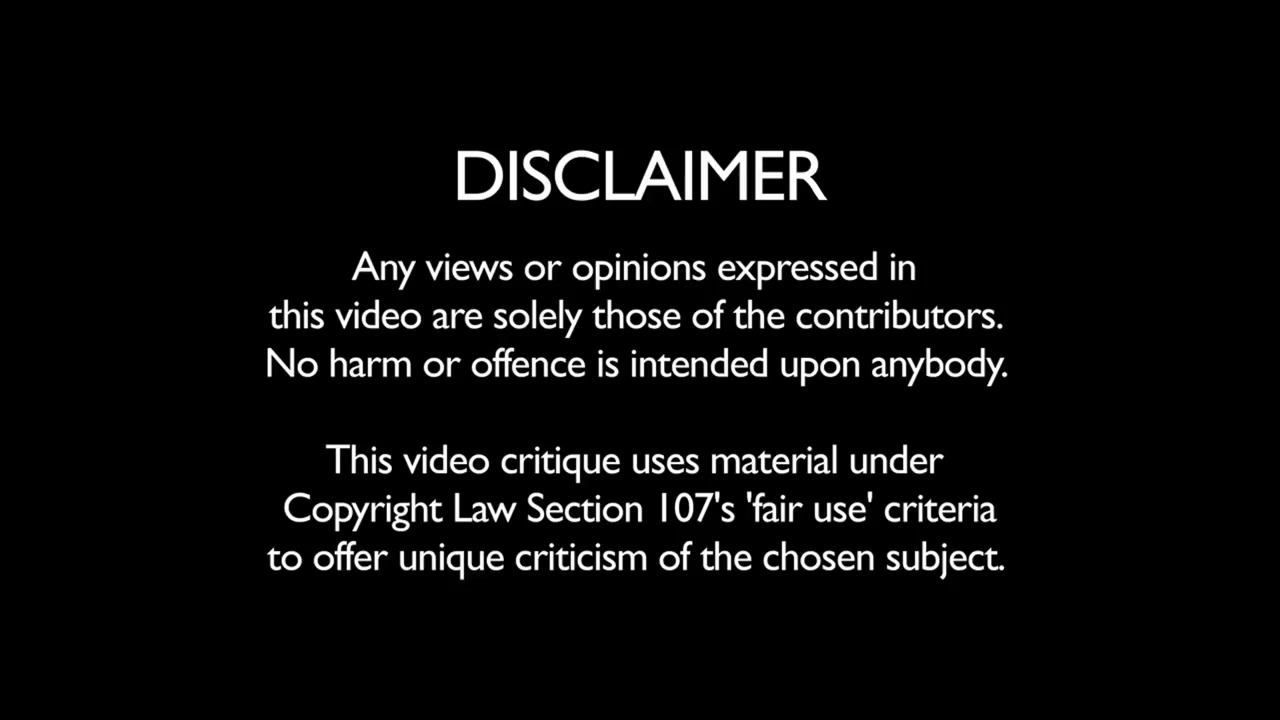 DISCLAIMER
Any views or opinions expressed in
this video are solely those of the contributors.
No harm or offence is intended upon anybody.
This video critique uses material under
Copyright Law Section 107's 'fair use' criteria
to offer unique criticism of the chosen subject.